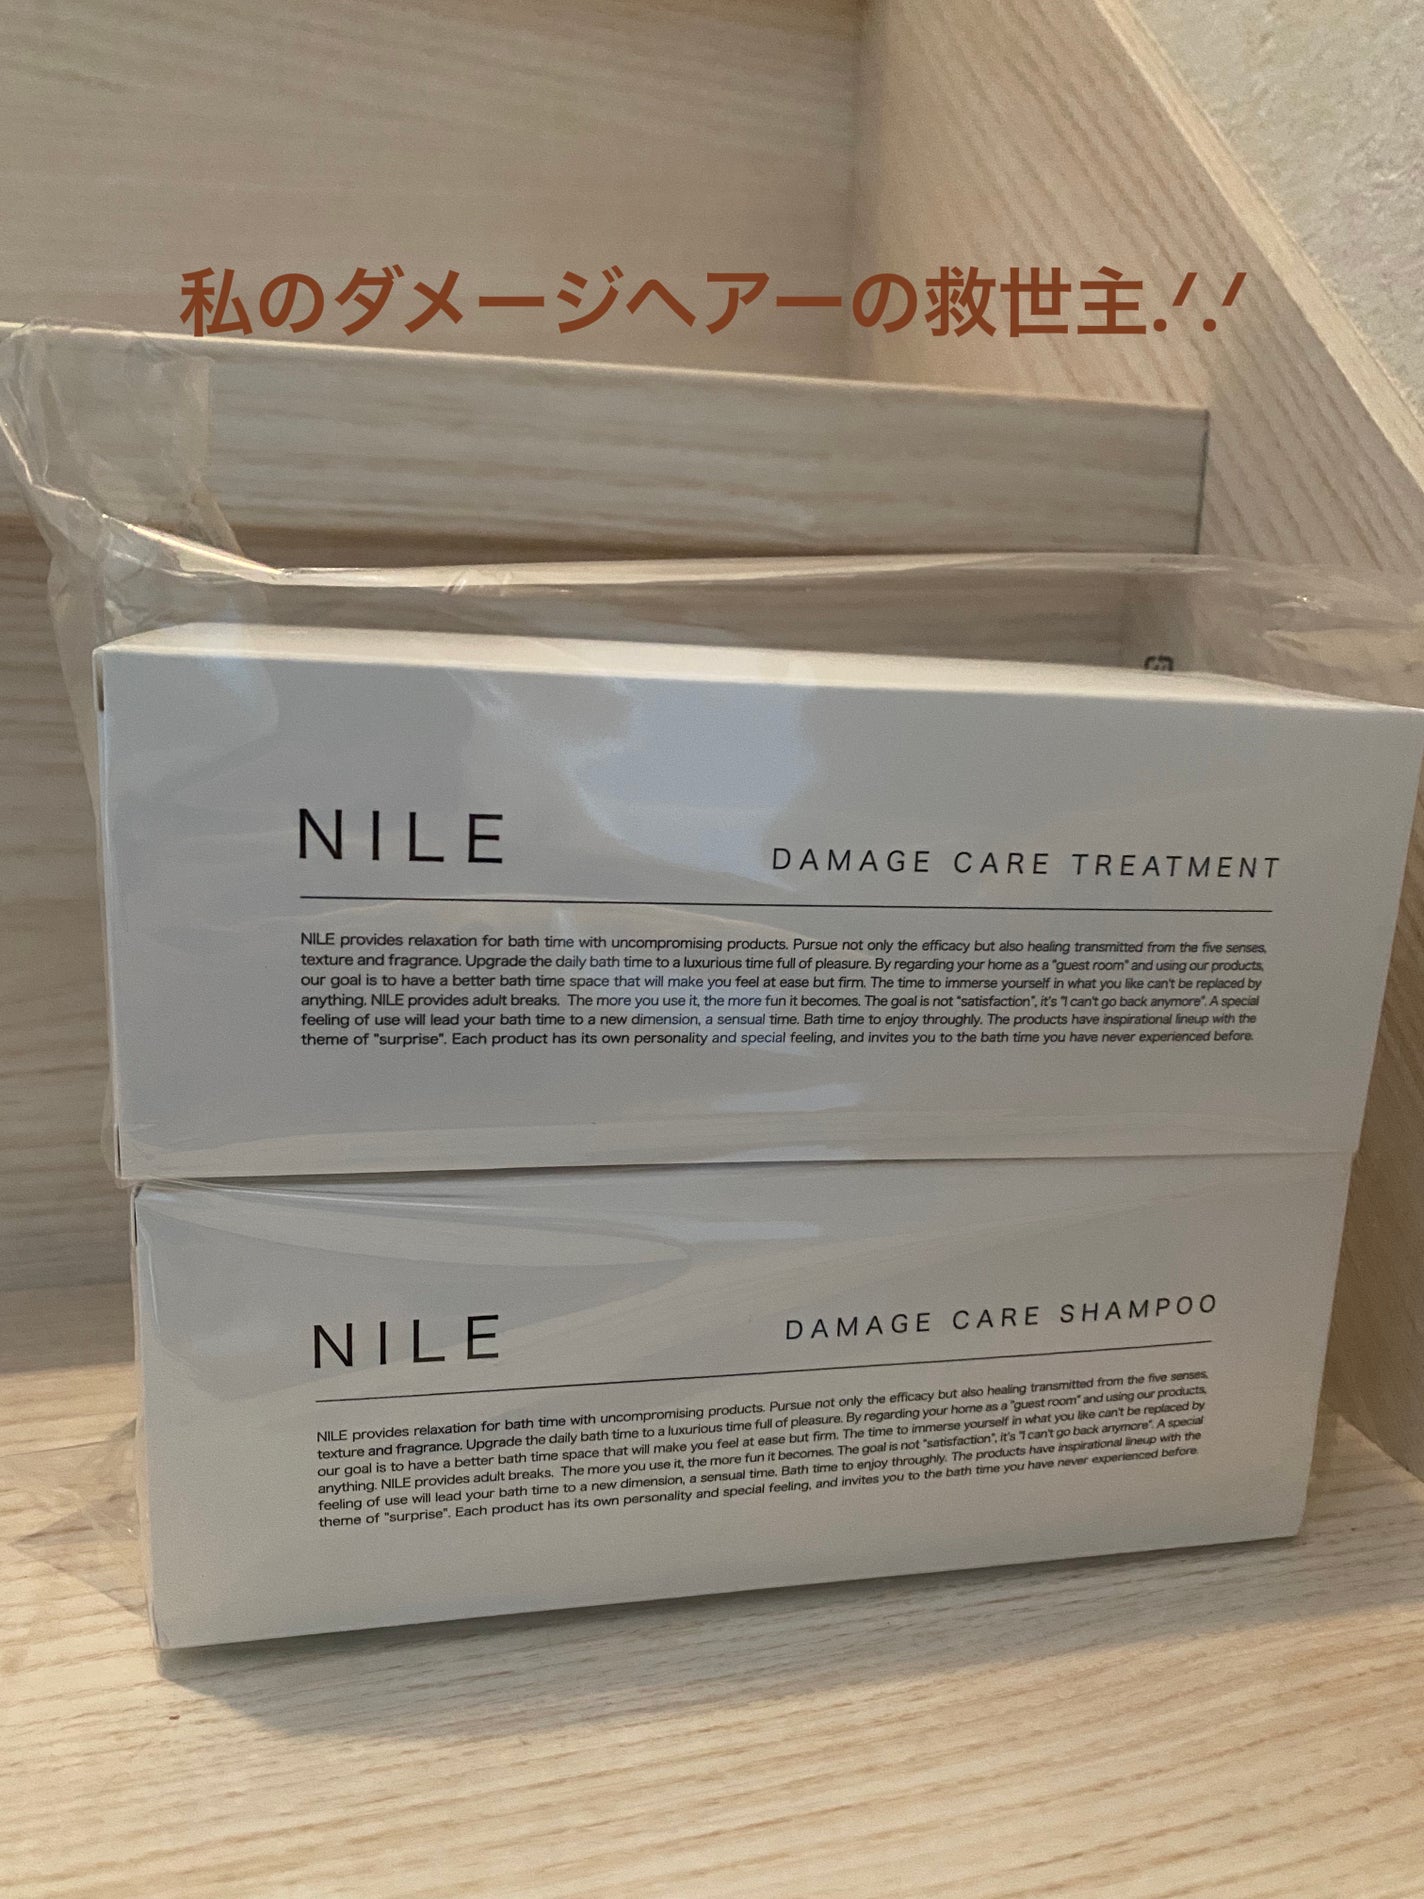 私のダメージヘアーの救世主.ᐟ.ᐟ
NILE
DAMAGE CARE TREATMENT
NILE provides relaxation for bath time with uncompromising products. Pursue not only the efficacy but also healing transmitted from the five senses,
texture and fragrance. Upgrade the daily bath time to a luxurious time full of pleasure. By regarding your home as a "guest room" and using our products,
our goal is to have a better bath time space that will make you feel at ease but firm. The time to immerse yourself in what you like can't be replaced by
anything. NILE provides adult breaks. The more you use it, the more fun it becomes. The goal is not "satisfaction", it's "I can't go back anymore". A special
feeling of use will lead your bath time to a new dimension, a sensual time. Bath time to enjoy throughly. The products have inspirational lineup with the
theme of "surprise". Each product has its own personality and special feeling, and invites you to the bath time you have never experienced before.
NILE
DAMAGE CARE SHAMPOO
NILE provides relaxation for bath time with uncompromising products. Pursue not only the efficacy but also healing transmitted from the five senses,
texture and fragrance. Upgrade the daily bath time to a luxurious time full of pleasure. By regarding your home as a "guest room" and using our products,
our goal is to have a better bath time space that will make you feel at ease but firm. The time to immerse yourself in what you like can't be replaced by
anything. NILE provides adult breaks. The more you use it, the more fun it becomes. The goal is not "satisfaction", it's "I can't go back anymore". A special
feeling of use will lead your bath time to a new dimension, a sensual time. Bath time to enjoy throughly. The products have inspirational lineup with the
theme of "surprise". Each product has its own personality and special feeling, and invites you to the bath time you have never experienced before.